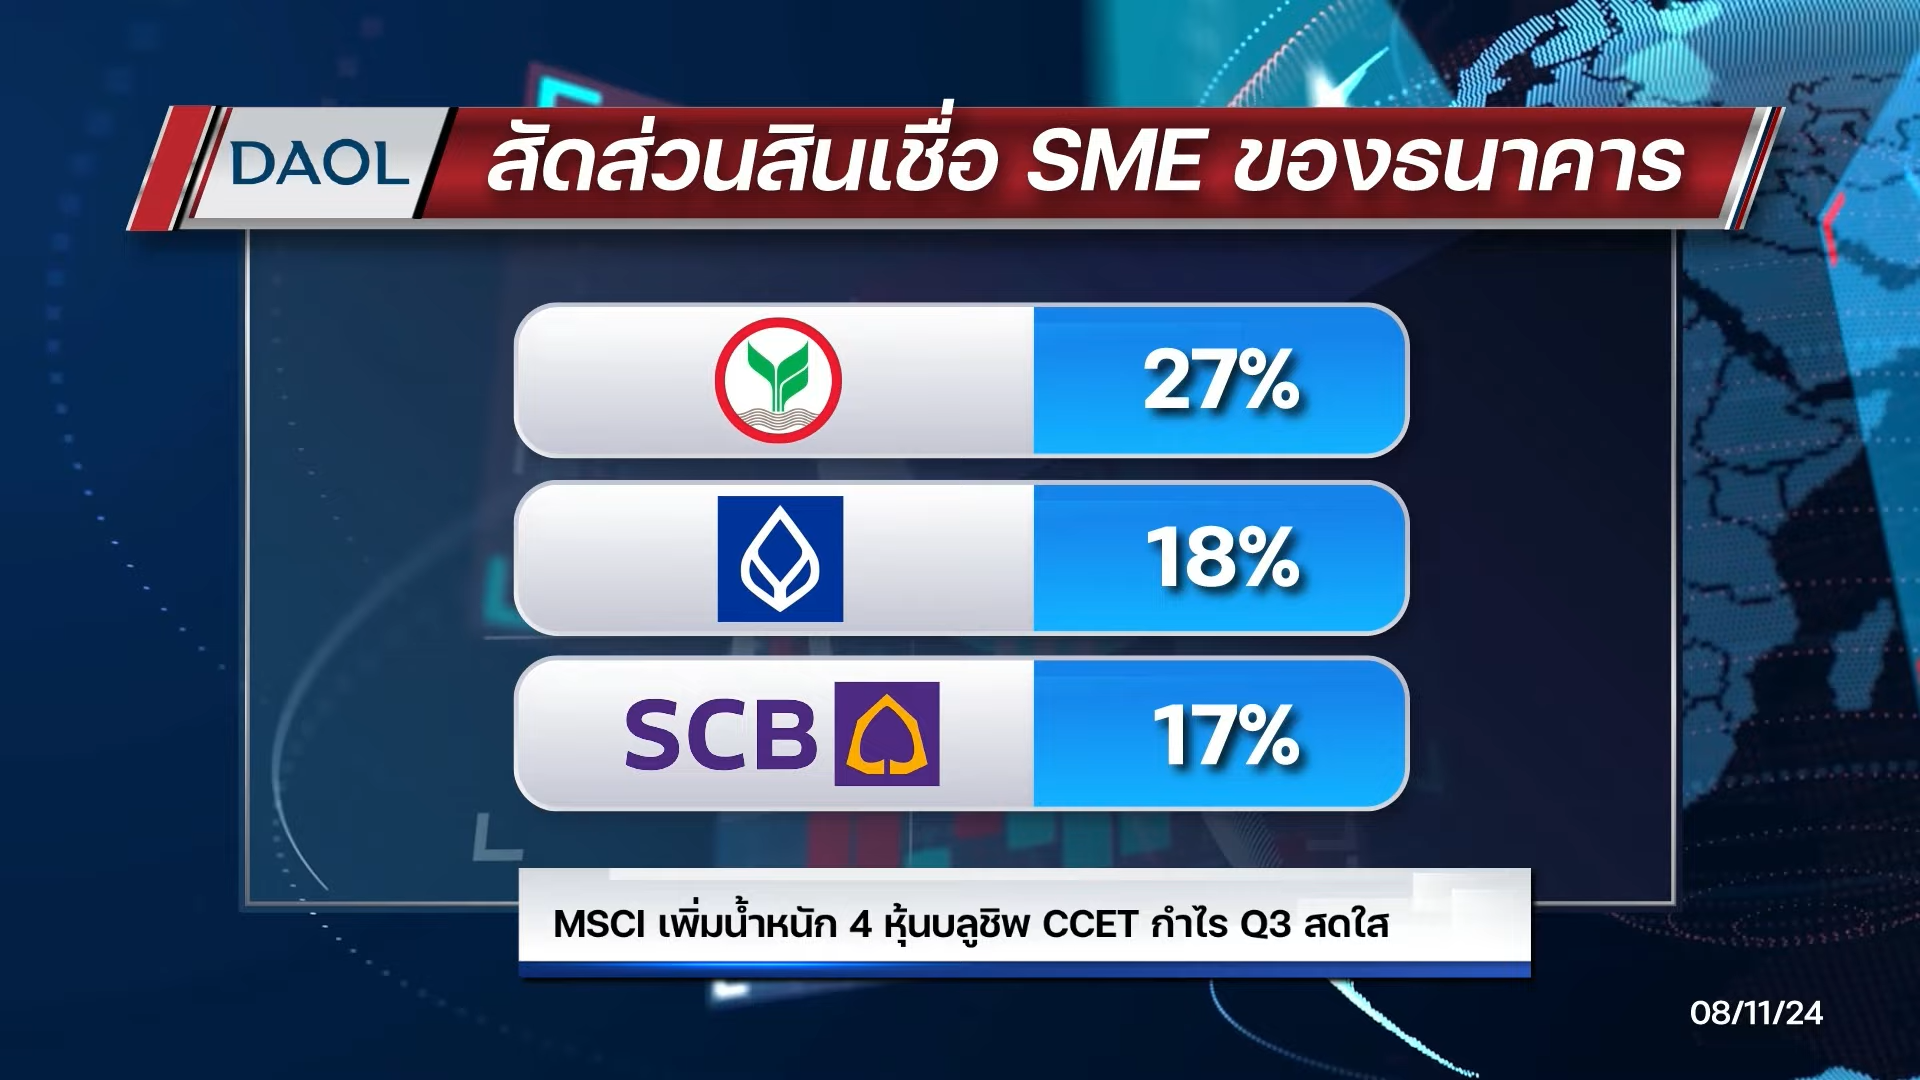 DAOL สัดส่วนสินเชื่อ SME ของธนาคาร
27%
18%
SCB 17%
MSCI เพิ่มน้ำหนัก 4 หุ้นบลูชิพ CCET กำไร Q3 สดใส
08/11/24